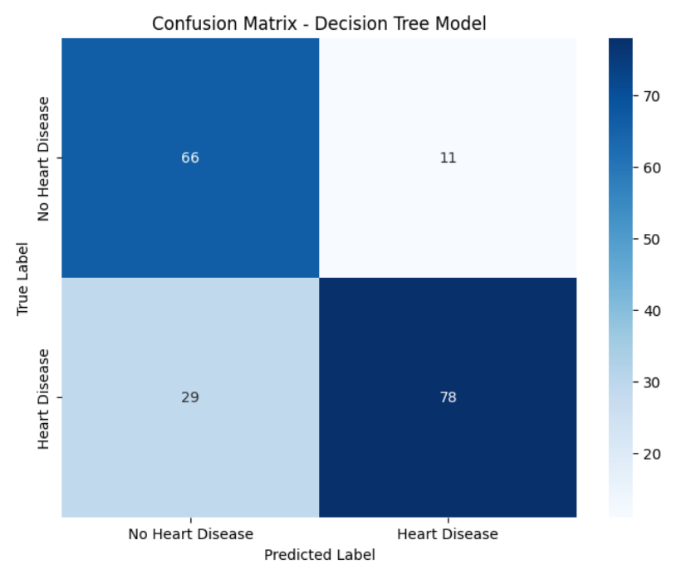 Confusion Matrix - Decision Tree Model
True Label
No Heart Disease
Heart Disease
66
11
29
78
No Heart Disease
Heart Disease
Predicted Label
70
60
50
40
30
20